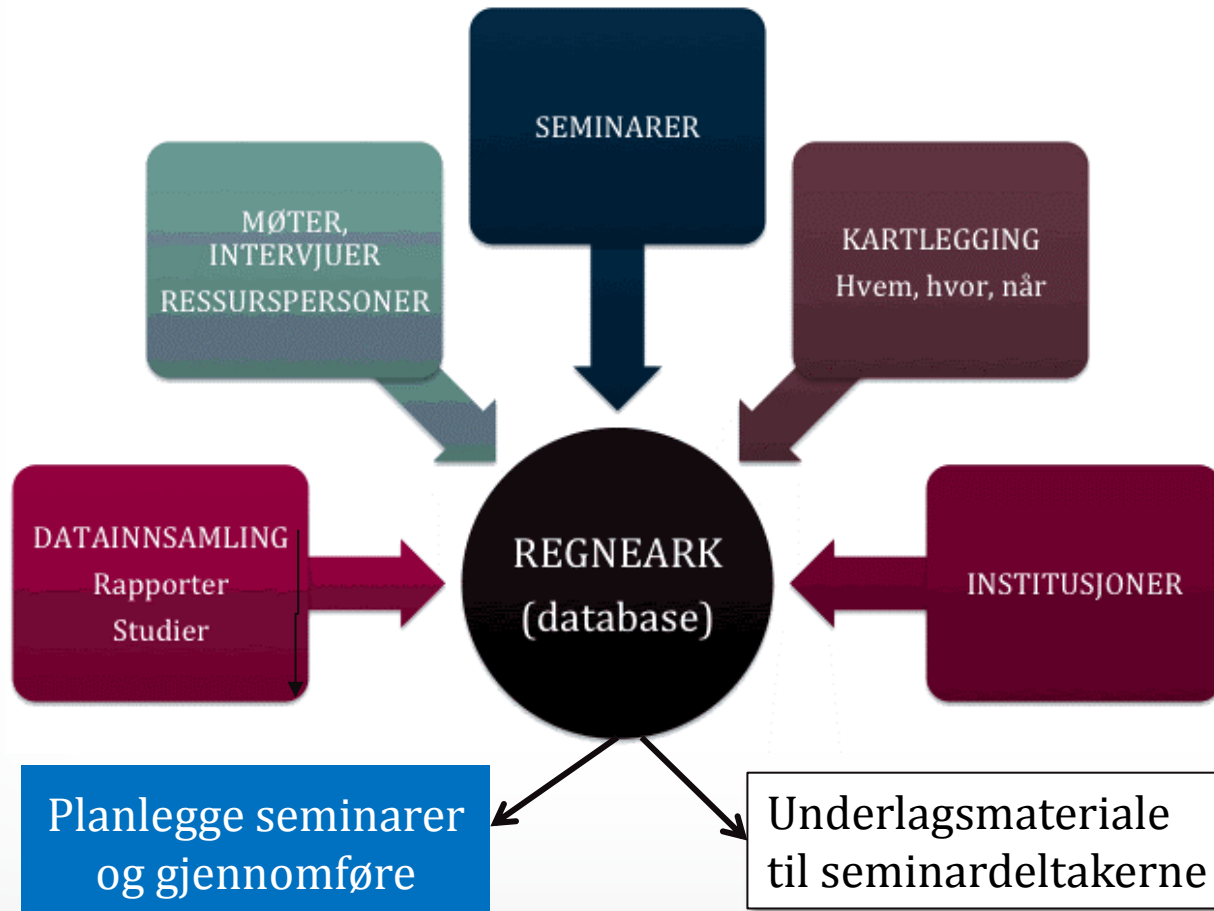 SEMINARER
MØTER,
INTERVJUER
RESSURSPERSONER
KARTLEGGING
Hvem, hvor, når
DATAINNSAMLING
Rapporter
Studier
REGNEARK
(database)
INSTITUSJONER
Planlegge seminarer
og gjennomføre
Underlagsmateriale
til seminardeltakerne